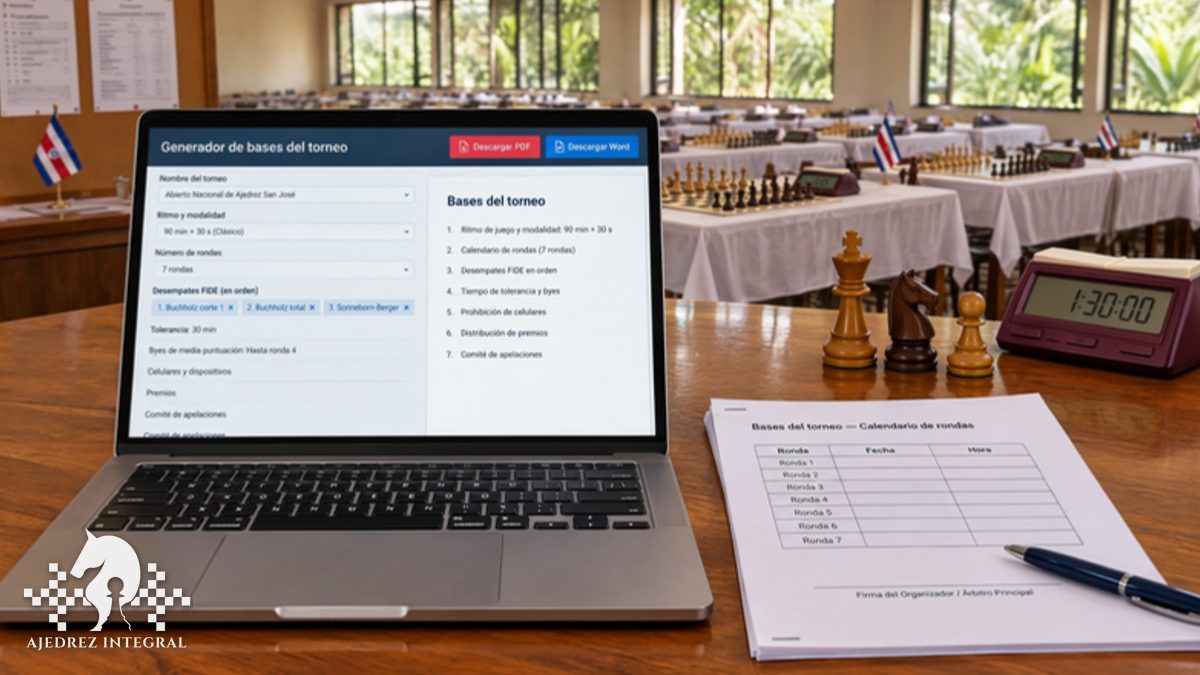 Generador de bases del torneo
Descargar PDF
Descargar Word
Nombre del torneo
Abierto Nacional de Ajedrez San José
Ritmo y modalidad
90 min + 30 s (Clásico)
Número de rondas
7 rondas
Desempates FIDE (en orden)
1. Buchholz corte 1 ×
2. Buchholz total ×
3. Sonneborn-Berger ×
Tolerancia: 30 min
Byes de media puntuación: Hasta ronda 4
Celulares y dispositivos
Premios
Comité de apelaciones
Comité de apelaciones
Bases del torneo
1. Ritmo de juego y modalidad: 90 min + 30 s
2. Calendario de rondas (7 rondas)
3. Desempates FIDE en orden
4. Tiempo de tolerancia y byes
5. Prohibición de celulares
6. Distribución de premios
7. Comité de apelaciones
1:30:00
Bases del torneo — Calendario de rondas
Ronda Fecha Hora
Ronda 1
Ronda 2
Ronda 3
Ronda 4
Ronda 5
Ronda 6
Ronda 7
Firma del Organizador / Árbitro Principal
AJEDREZ INTEGRAL